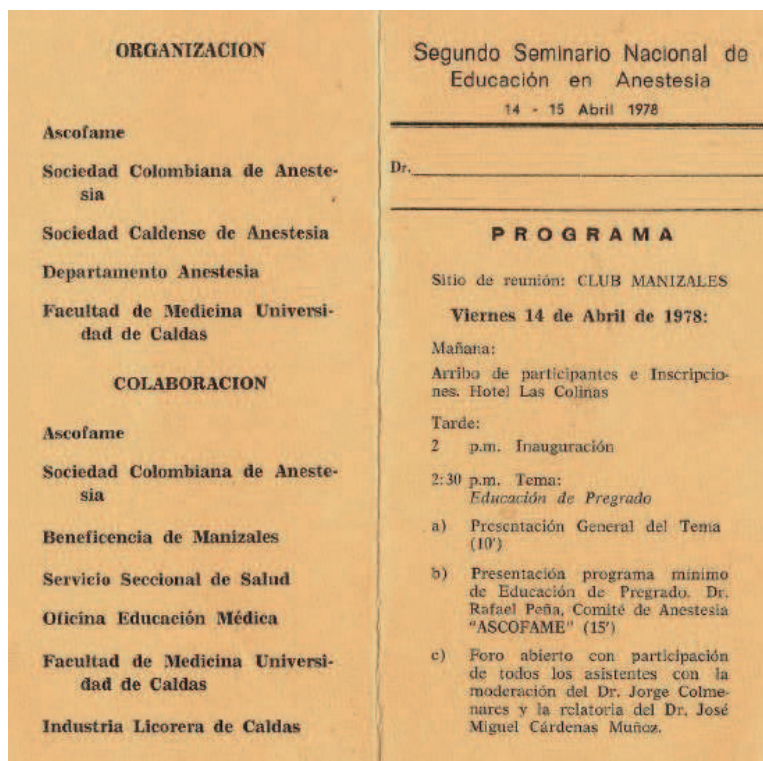 ORGANIZACION
Ascofame
Sociedad Colombiana de Aneste-
sia
Sociedad Caldense de Anestesia
Departamento Anestesia
Facultad de Medicina Universi-
dad de Caldas
COLABORACION
Ascofame
Sociedad Colombiana de Aneste-
sia
Beneficencia de Manizales
Servicio Seccional de Salud
Oficina Educación Médica
Facultad de Medicina Universi-
dad de Caldas
Industria Licorera de Caldas
Segundo Seminario Nacional de
Educación en Anestesia
14 - 15 Abril 1978
Dr.
PROGRAMA
Sitio de reunión: CLUB MANIZALES
Viernes 14 de Abril de 1978:
Mañana:
Arribo de participantes e Inscripcio-
nes. Hotel Las Colinas
Tarde:
2 p.m. Inauguración
2:30 p.m. Tema:
Educación de Pregrado
a) Presentación General del Tema
(10')
b) Presentación programa mínimo
de Educación de Pregrado. Dr.
Rafael Peña, Comité de Anestesia
"ASCOFAME" (15')
c) Foro abierto con participación
de todos los asistentes con la
moderación del Dr. Jorge Colme-
nares y la relatoria del Dr. José
Miguel Cárdenas Muñoz.